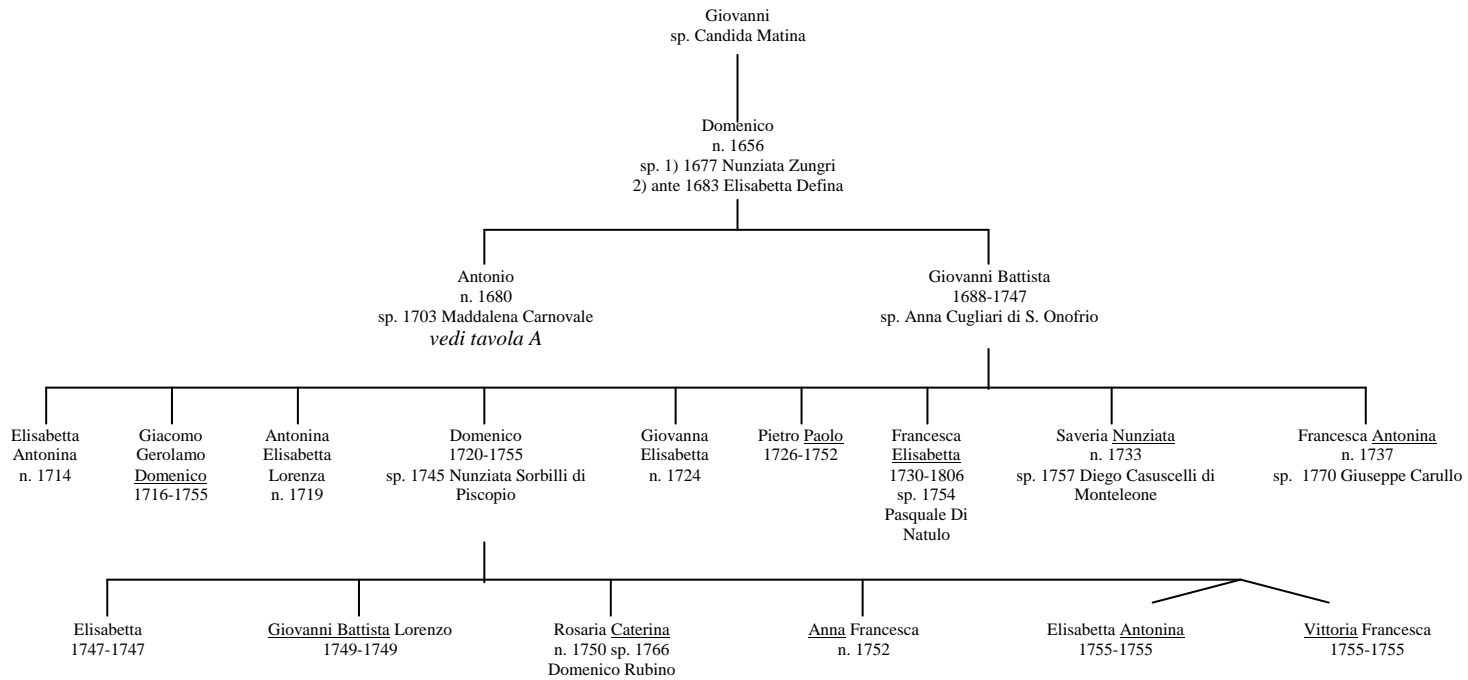 Giovanni
sp. Candida Matina
Domenico
n. 1656
sp. 1) 1677 Nunziata Zungri
2) ante 1683 Elisabetta Defina
Antonio
n. 1680
sp. 1703 Maddalena Carnovale
vedi tavola A
Giovanni Battista
1688-1747
sp. Anna Cugliari di S. Onofrio
Elisabetta
Antonina
n. 1714
Giacomo
Gerolamo
Domenico
1716-1755
Antonina
Elisabetta
Lorenza
n. 1719
Domenico
1720-1755
sp. 1745 Nunziata Sorbilli di
Piscopio
Giovanna
Elisabetta
n. 1724
Pietro Paolo
1726-1752
Francesca
Elisabetta
1730-1806
sp. 1754
Pasquale Di
Natulo
Saveria Nunziata
n. 1733
sp. 1757 Diego Casuscelli di
Monteleone
Francesca Antonina
n. 1737
sp. 1770 Giuseppe Carullo
Elisabetta
1747-1747
Giovanni Battista Lorenzo
1749-1749
Rosaria Caterina
n. 1750 sp. 1766
Domenico Rubino
Anna Francesca
n. 1752
Elisabetta Antonina
1755-1755
Vittoria Francesca
1755-1755